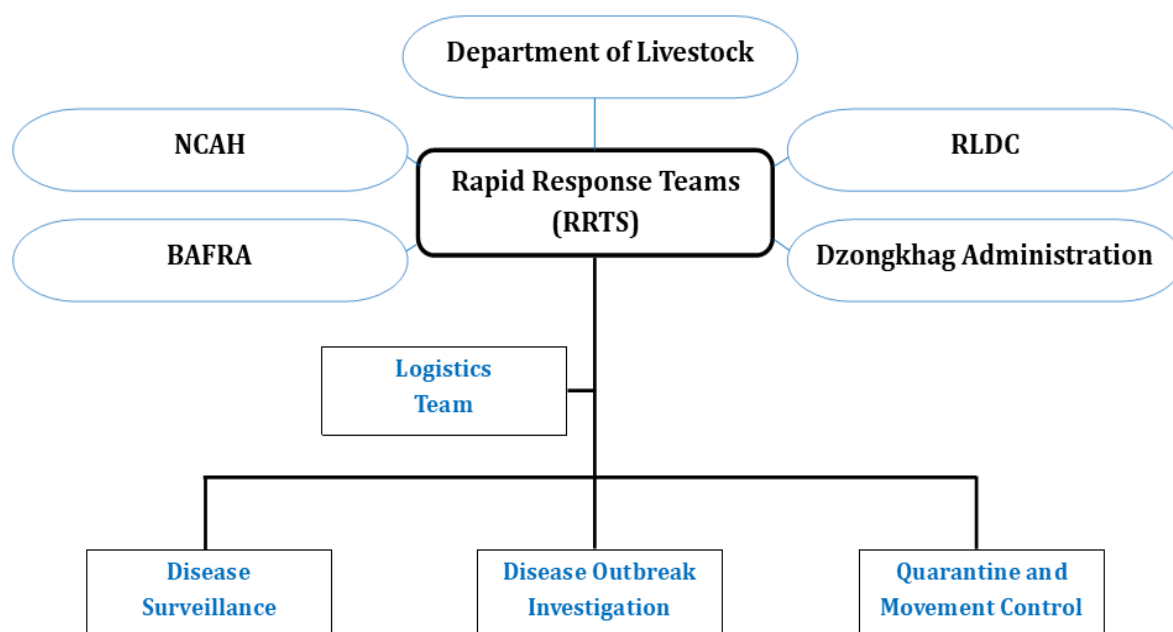 Department of Livestock
NCAH
RLDC
Rapid Response Teams
(RRTS)
BAFRA
Dzongkhag Administration
Logistics
Team
Disease
Surveillance
Disease Outbreak
Investigation
Quarantine and
Movement Control